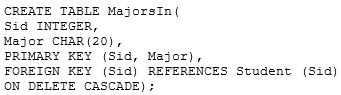 CREATE TABLE MajorsIn(
Sid INTEGER,
Major CHAR(20),
PRIMARY KEY (Sid, Major),
FOREIGN KEY (Sid) REFERENCES Student (Sid)
ON DELETE CASCADE);